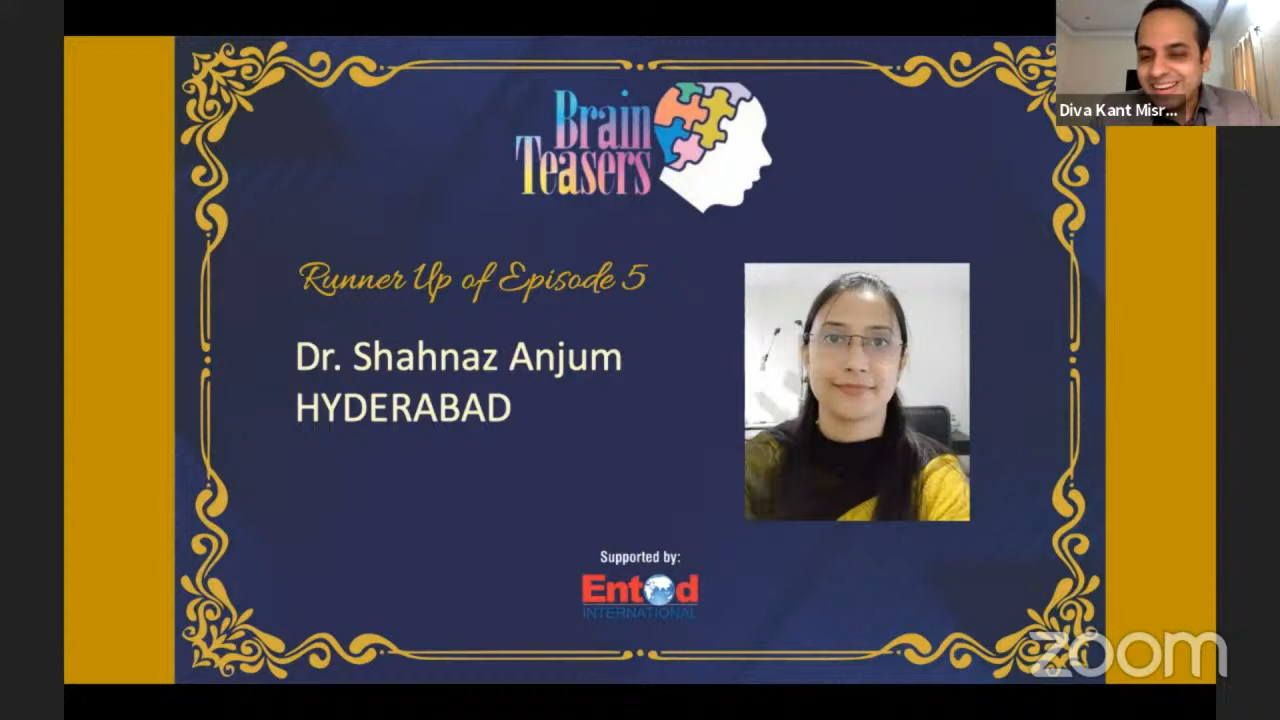 Diva Kant Misr...
Brain
Teasers
Runner Up of Episode 5
Dr. Shahnaz Anjum
HYDERABAD
Supported by:
Entod
INTERNATIONAL
zoom